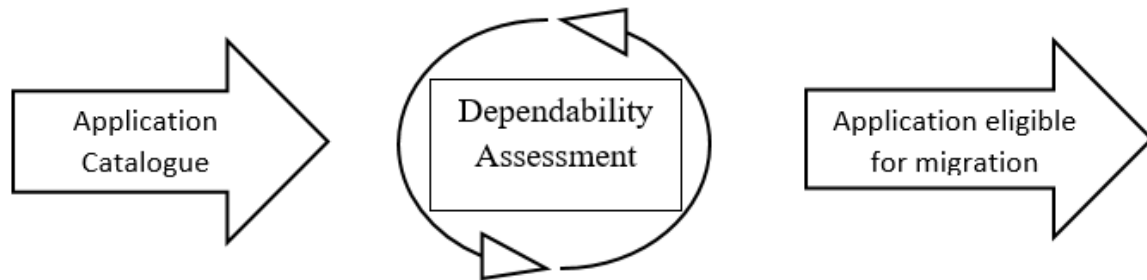 Application
Catalogue
Dependability
Assessment
Application eligible
for migration